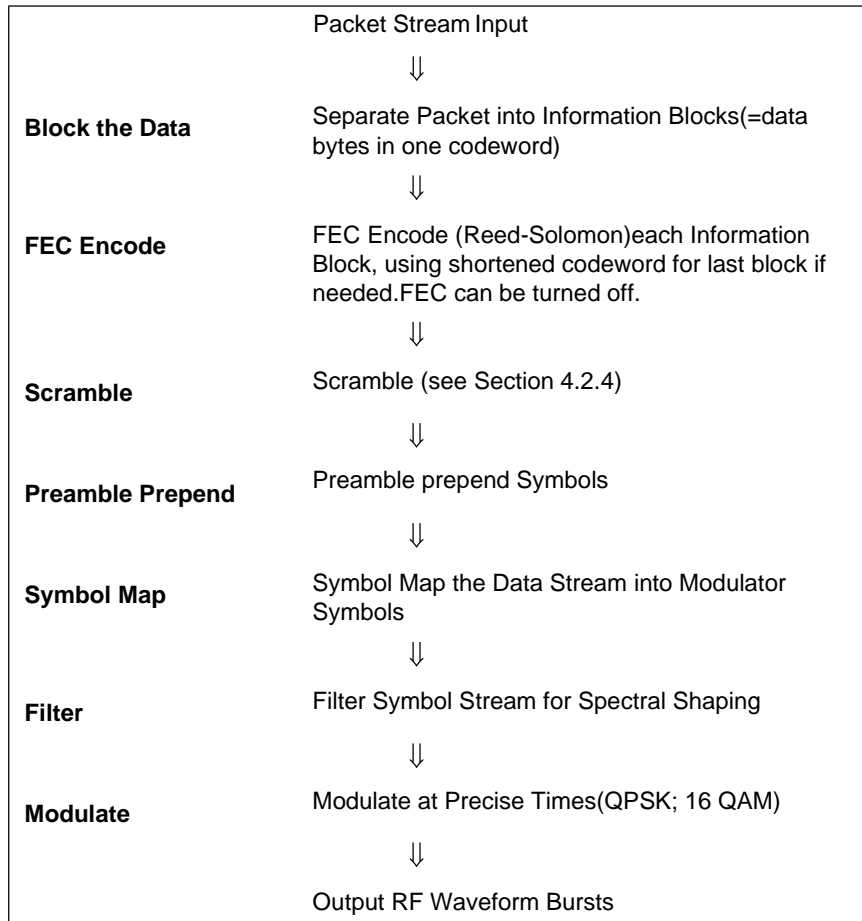 Packet Stream Input
⇓
Block the Data
Separate Packet into Information Blocks(=data
bytes in one codeword)
⇓
FEC Encode
FEC Encode (Reed-Solomon)each Information
Block, using shortened codeword for last block if
needed.FEC can be turned off.
⇓
Scramble
Scramble (see Section 4.2.4)
⇓
Preamble Prepend
Preamble prepend Symbols
⇓
Symbol Map
Symbol Map the Data Stream into Modulator
Symbols
⇓
Filter
Filter Symbol Stream for Spectral Shaping
⇓
Modulate
Modulate at Precise Times(QPSK; 16 QAM)
⇓
Output RF Waveform Bursts